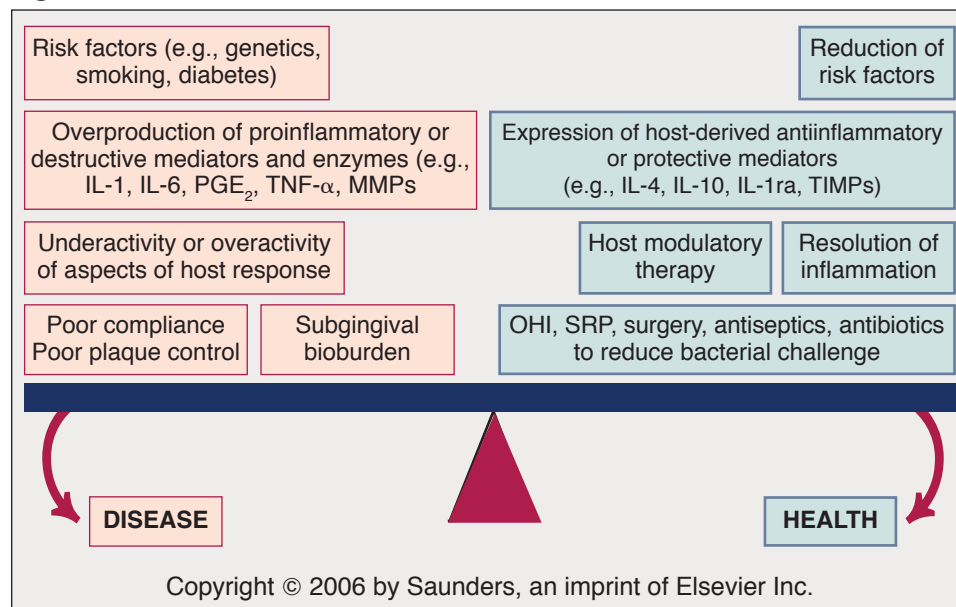 Risk factors (e.g., genetics,
smoking, diabetes)
Reduction of
risk factors
Overproduction of proinflammatory or
destructive mediators and enzymes (e.g.,
IL-1, IL-6, PGE₂, TNF-α, MMPs
Expression of host-derived antiinflammatory
or protective mediators
(e.g., IL-4, IL-10, IL-1ra, TIMPs)
Underactivity or overactivity
of aspects of host response
Host modulatory
therapy
Resolution of
inflammation
Poor compliance
Poor plaque control
Subgingival
bioburden
OHI, SRP, surgery, antiseptics, antibiotics
to reduce bacterial challenge
DISEASE
HEALTH
Copyright © 2006 by Saunders, an imprint of Elsevier Inc.